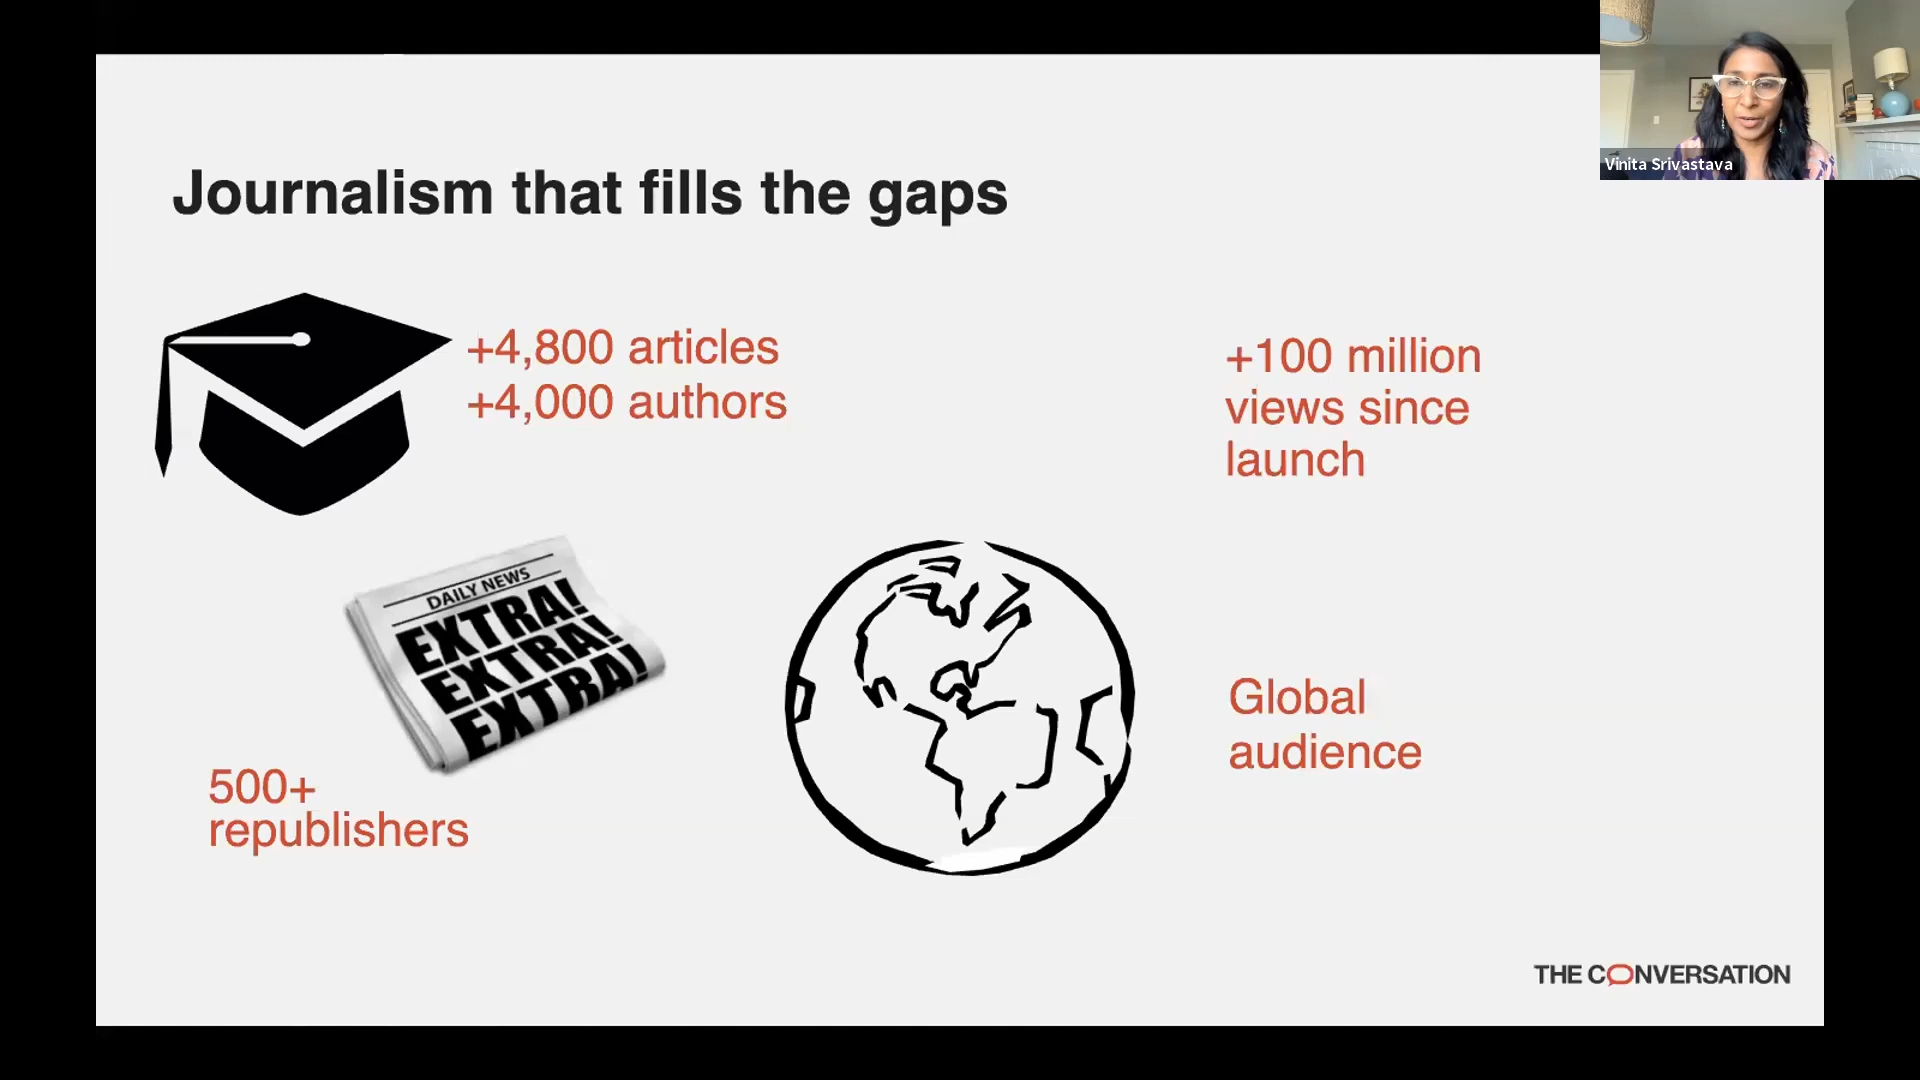 Vinita Srivastava
Journalism that fills the gaps
+4,800 articles
+4,000 authors
+100 million
views since
launch
DAILY NEWS
EXTRA!
EXTRA!
EXTRA!
500+
republishers
Global
audience
THE CONVERSATION